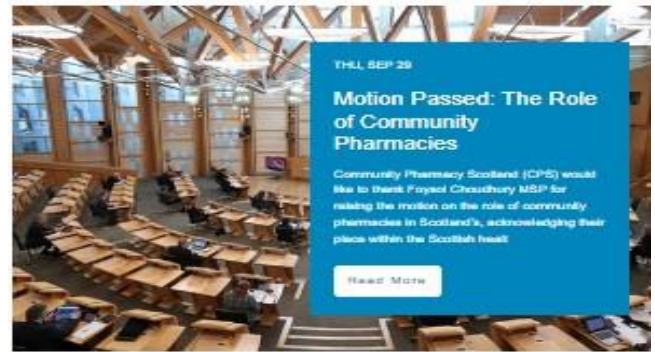 THU, SEP 29
Motion Passed: The Role
of Community
Pharmacies
Community Pharmacy Scotland (CPS) would
like to thank Foysol Choudhury MSP for
raising the motion on the role of community
pharmacies in Scotland's, acknowledging their
place within the Scottish healt
Read More